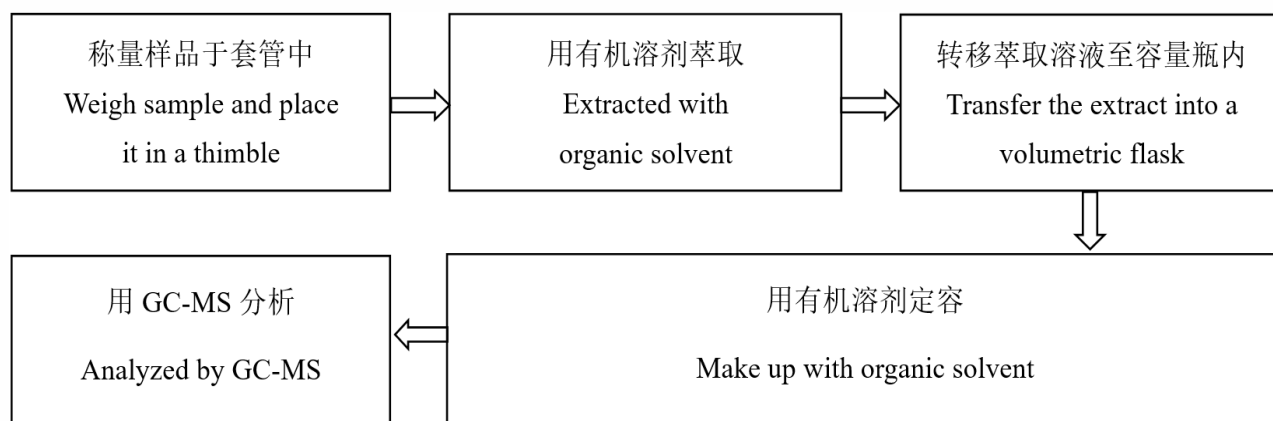 称量样品于套管中
Weigh sample and place
it in a thimble
用有机溶剂萃取
Extracted with
organic solvent
转移萃取溶液至容量瓶内
Transfer the extract into a
volumetric flask
用有机溶剂定容
Make up with organic solvent
用 GC-MS 分析
Analyzed by GC-MS